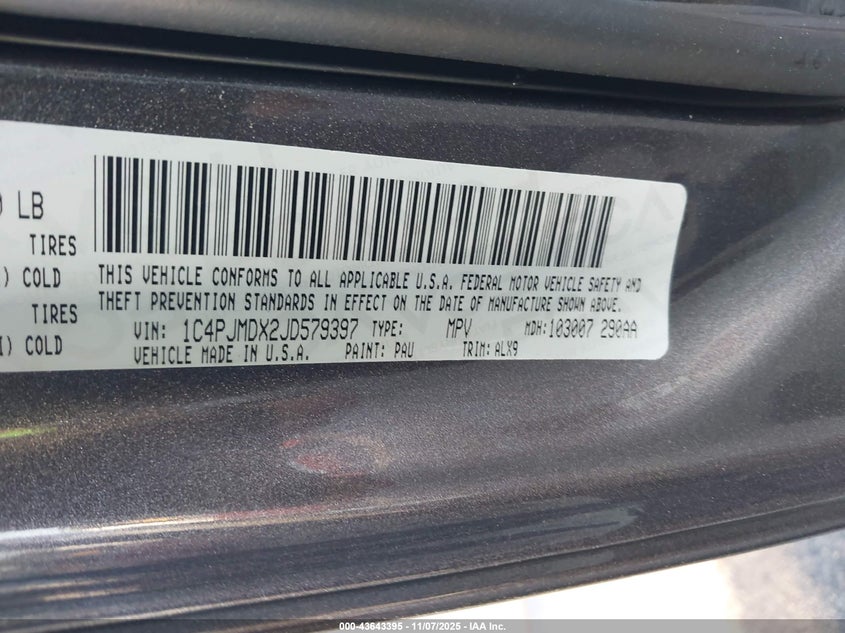 LB
TIRES
) COLD
TIRES
) COLD
THIS VEHICLE CONFORMS TO ALL APPLICABLE U.S.A. FEDERAL MOTOR VEHICLE SAFETY AND
THEFT PREVENTION STANDARDS IN EFFECT ON THE DATE OF MANUFACTURE SHOWN ABOVE.
VIN: 1C4PJMDX2JD579397 TYPE: MPV MDH:103007 290AA
VEHICLE MADE IN U.S.A. PAINT: PAU TRIM: ALX9
000-43643395 - 11/07/2025 - IAA Inc.